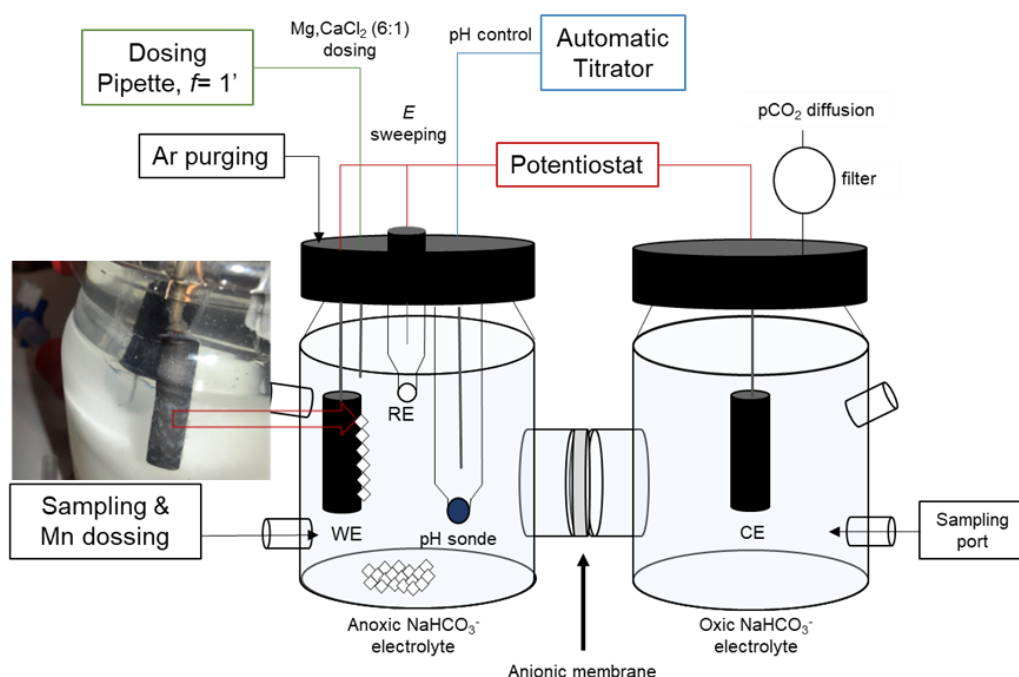 Mg,CaCl₂ (6:1)
dosing
pH control
Dosing
Pipette, f= 1'
Automatic
Titrator
E
sweeping
pCO₂ diffusion
Ar purging
Potentiostat
filter
RE
Sampling &
Mn dossing
WE
pH sonde
CE
Sampling
port
Anoxic NaHCO₃⁻
electrolyte
Oxic NaHCO₃⁻
electrolyte
Anionic membrane